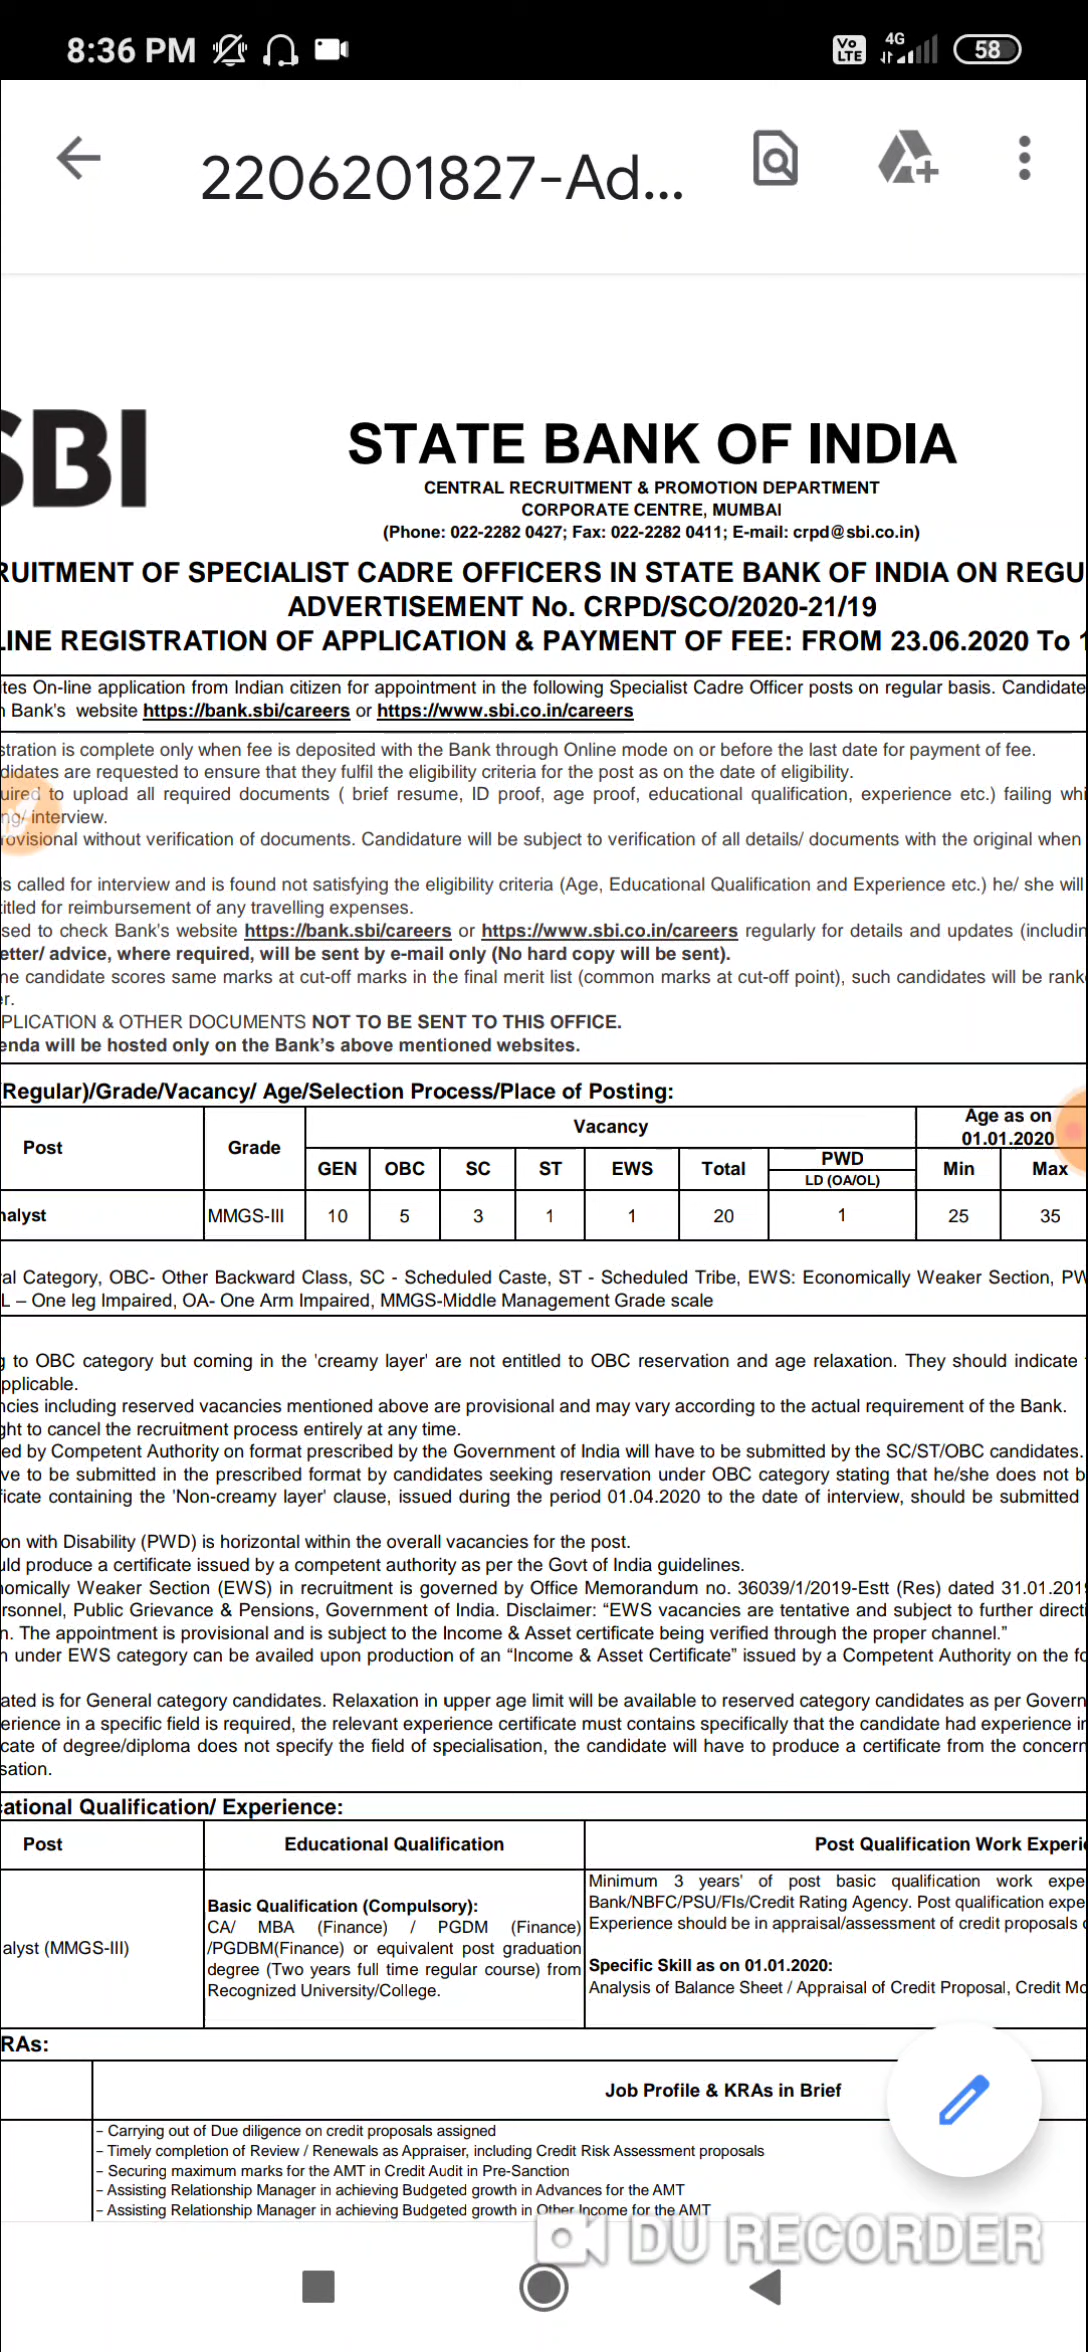 8:36 PM
Vo LTE 4G 58
2206201827-Ad...
SBI
STATE BANK OF INDIA
CENTRAL RECRUITMENT & PROMOTION DEPARTMENT
CORPORATE CENTRE, MUMBAI
(Phone: 022-2282 0427; Fax: 022-2282 0411; E-mail: crpd@sbi.co.in)
RUITMENT OF SPECIALIST CADRE OFFICERS IN STATE BANK OF INDIA ON REGU
ADVERTISEMENT No. CRPD/SCO/2020-21/19
LINE REGISTRATION OF APPLICATION & PAYMENT OF FEE: FROM 23.06.2020 To 1
tes On-line application from Indian citizen for appointment in the following Specialist Cadre Officer posts on regular basis. Candidate
Bank's website https://bank.sbi/careers or https://www.sbi.co.in/careers
stration is complete only when fee is deposited with the Bank through Online mode on or before the last date for payment of fee.
didates are requested to ensure that they fulfil the eligibility criteria for the post as on the date of eligibility.
uired to upload all required documents ( brief resume, ID proof, age proof, educational qualification, experience etc.) failing whi
ng/ interview.
rovisional without verification of documents. Candidature will be subject to verification of all details/ documents with the original when
is called for interview and is found not satisfying the eligibility criteria (Age, Educational Qualification and Experience etc.) he/ she will
titled for reimbursement of any travelling expenses.
sed to check Bank's website https://bank.sbi/careers or https://www.sbi.co.in/careers regularly for details and updates (includin
etter/ advice, where required, will be sent by e-mail only (No hard copy will be sent).
ne candidate scores same marks at cut-off marks in the final merit list (common marks at cut-off point), such candidates will be rank
er.
PLICATION & OTHER DOCUMENTS NOT TO BE SENT TO THIS OFFICE.
enda will be hosted only on the Bank's above mentioned websites.
(Regular)/Grade/Vacancy/ Age/Selection Process/Place of Posting:
Post Grade Vacancy Age as on 01.01.2020
GEN OBC SC ST EWS Total PWD LD (OA/OL) Min Max
nalyst MMGS-III 10 5 3 1 1 20 1 25 35
al Category, OBC- Other Backward Class, SC - Scheduled Caste, ST - Scheduled Tribe, EWS: Economically Weaker Section, PW
L – One leg Impaired, OA- One Arm Impaired, MMGS-Middle Management Grade scale
g to OBC category but coming in the 'creamy layer' are not entitled to OBC reservation and age relaxation. They should indicate
pplicable.
ncies including reserved vacancies mentioned above are provisional and may vary according to the actual requirement of the Bank.
ght to cancel the recruitment process entirely at any time.
ed by Competent Authority on format prescribed by the Government of India will have to be submitted by the SC/ST/OBC candidates.
ve to be submitted in the prescribed format by candidates seeking reservation under OBC category stating that he/she does not b
ficate containing the 'Non-creamy layer' clause, issued during the period 01.04.2020 to the date of interview, should be submitted
on with Disability (PWD) is horizontal within the overall vacancies for the post.
uld produce a certificate issued by a competent authority as per the Govt of India guidelines.
nomically Weaker Section (EWS) in recruitment is governed by Office Memorandum no. 36039/1/2019-Estt (Res) dated 31.01.2019
rsonnel, Public Grievance & Pensions, Government of India. Disclaimer: “EWS vacancies are tentative and subject to further directi
n. The appointment is provisional and is subject to the Income & Asset certificate being verified through the proper channel.”
n under EWS category can be availed upon production of an “Income & Asset Certificate” issued by a Competent Authority on the fo
ated is for General category candidates. Relaxation in upper age limit will be available to reserved category candidates as per Govern
erience in a specific field is required, the relevant experience certificate must contains specifically that the candidate had experience in
cate of degree/diploma does not specify the field of specialisation, the candidate will have to produce a certificate from the concern
sation.
ational Qualification/ Experience:
Post Educational Qualification Post Qualification Work Experi
alyst (MMGS-III)
Basic Qualification (Compulsory):
CA/ MBA (Finance) / PGDM (Finance)
/PGDBM(Finance) or equivalent post graduation
degree (Two years full time regular course) from
Recognized University/College.
Minimum 3 years' of post basic qualification work expe
Bank/NBFC/PSU/FIs/Credit Rating Agency. Post qualification expe
Experience should be in appraisal/assessment of credit proposals
Specific Skill as on 01.01.2020:
Analysis of Balance Sheet / Appraisal of Credit Proposal, Credit Mo
RAs:
Job Profile & KRAs in Brief
– Carrying out of Due diligence on credit proposals assigned
– Timely completion of Review / Renewals as Appraiser, including Credit Risk Assessment proposals
– Securing maximum marks for the AMT in Credit Audit in Pre-Sanction
– Assisting Relationship Manager in achieving Budgeted growth in Advances for the AMT
– Assisting Relationship Manager in achieving Budgeted growth in Other Income for the AMT
DU RECORDER